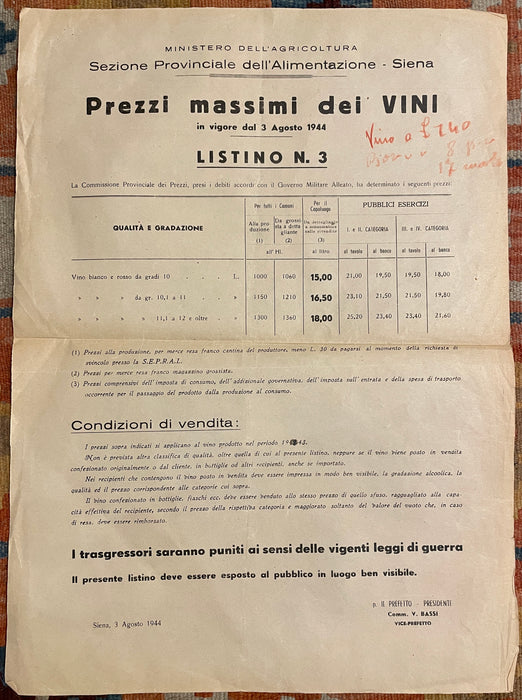 MINISTERO DELL'AGRICOLTURA
Sezione Provinciale dell'Alimentazione - Siena
Prezzi massimi dei VINI
in vigore dal 3 Agosto 1944
LISTINO N. 3
Vino a L
La Commissione Provinciale dei Prezzi, presi i debiti accordi con il Governo Militare Alleato, ha determinato i seguenti prezzi:
QUALITÀ E GRADAZIONE
Per tutti i Comuni
Per il Capoluogo
PUBBLICI ESERCIZI
Alla produzione (1)
Da grossista a dettagliante (2)
Da dettagliante a consumatore (3)
I. e II. CATEGORIA
III. e IV. CATEGORIA
all'Hl.
al litro
al tavolo
al banco
al tavolo
al banco
Vino bianco e rosso da gradi 10 . . . . L. 1000 1060 15,00 21,00 19,50 19,50 18,00
» » » da gr. 10,1 a 11 . . . » 1150 1210 16,50 23,10 21,50 21,50 19,80
» » » 11,1 a 12 e oltre . . » 1300 1360 18,00 25,20 23,40 23,40 21,60
(1) Prezzi alla produzione, per merce resa franco cantina del produttore, meno L. 30 da pagarsi al momento della richiesta di
svincolo presso la S.E.P.R.A.L.
(2) Prezzi per merce resa franco magazzino grossista.
(3) Prezzi comprensivi dell'imposta di consumo, dell'addizionale governativa, dell'imposta sull'entrata e della spesa di trasporto
occorrente per il passaggio del prodotto dalla produzione al consumo.
Condizioni di vendita:
I prezzi sopra indicati si applicano al vino prodotto nel periodo 1943.
Non è prevista altra classifica di qualità, oltre quella di cui al presente listino, neppure se il vino viene posto in vendita
confezionato originalmente o dal cliente, in bottiglie od altri recipienti, anche se importato.
Nei recipienti che contengono il vino posto in vendita deve essere impressa in modo ben visibile, la gradazione alcoolica, la
qualità ed il prezzo corrispondente alle categorie cui sopra.
Il vino confezionato in bottiglie, fiaschi ecc. deve essere venduto allo stesso prezzo di quello sfuso, ragguagliato alla capa-
cità effettiva del recipiente, secondo il prezzo della rispettiva categoria e maggiorato soltanto del valore del vuoto che, in caso
di resa, deve essere rimborsato.
I trasgressori saranno puniti ai sensi delle vigenti leggi di guerra
Il presente listino deve essere esposto al pubblico in luogo ben visibile.
p. IL PREFETTO - PRESIDENTE
Comm. V. BASSI
VICE-PREFETTO
Siena, 3 Agosto 1944